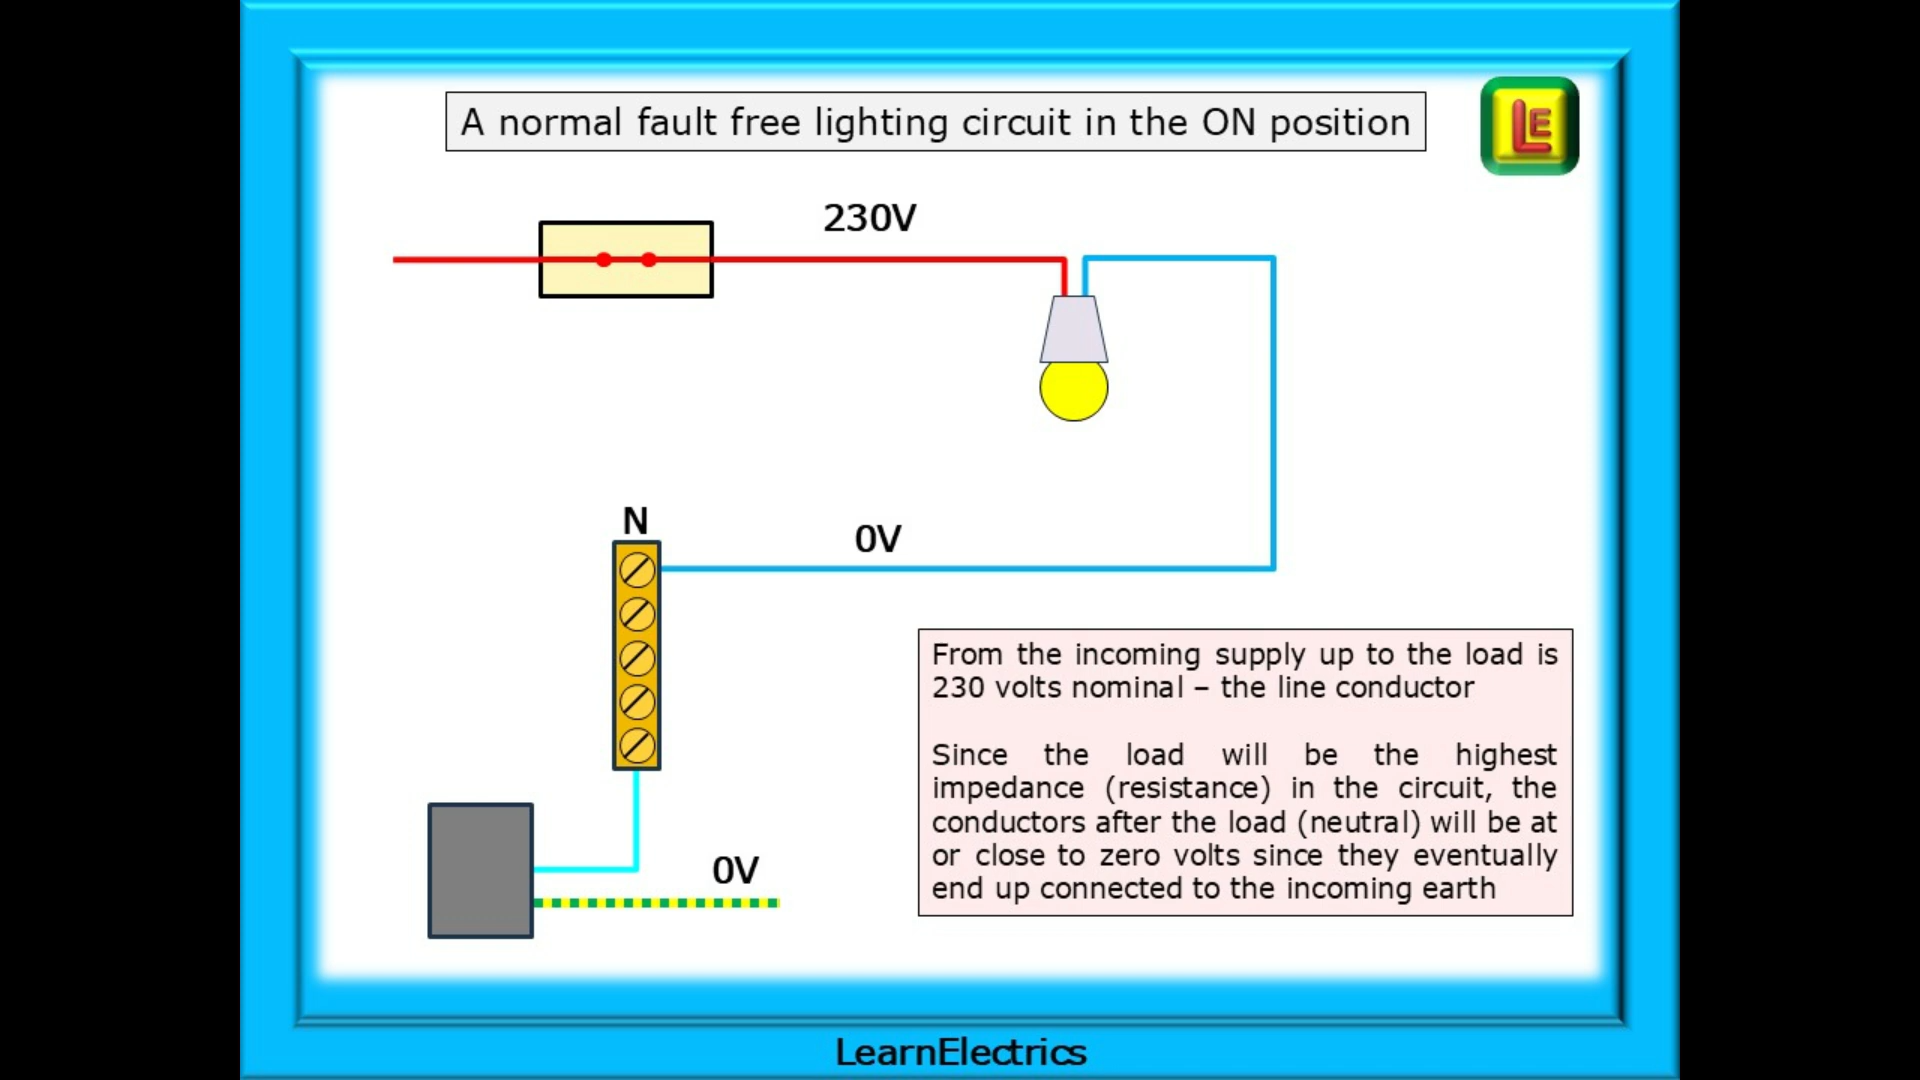 A normal fault free lighting circuit in the ON position
LE
230V
N
0V
From the incoming supply up to the load is
230 volts nominal – the line conductor
Since the load will be the highest
impedance (resistance) in the circuit, the
conductors after the load (neutral) will be at
or close to zero volts since they eventually
end up connected to the incoming earth
0V
LearnElectrics